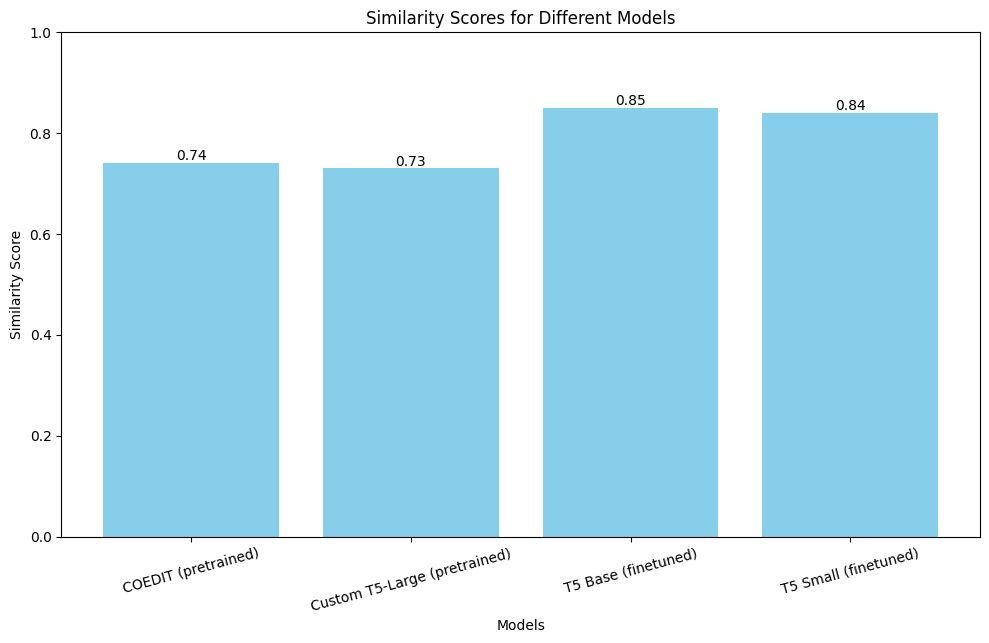 Similarity Scores for Different Models
1.0
0.8
0.6
0.4
0.2
0.0
Similarity Score
0.74
0.73
0.85
0.84
COEDIT (pretrained)
Custom T5-Large (pretrained)
T5 Base (finetuned)
T5 Small (finetuned)
Models